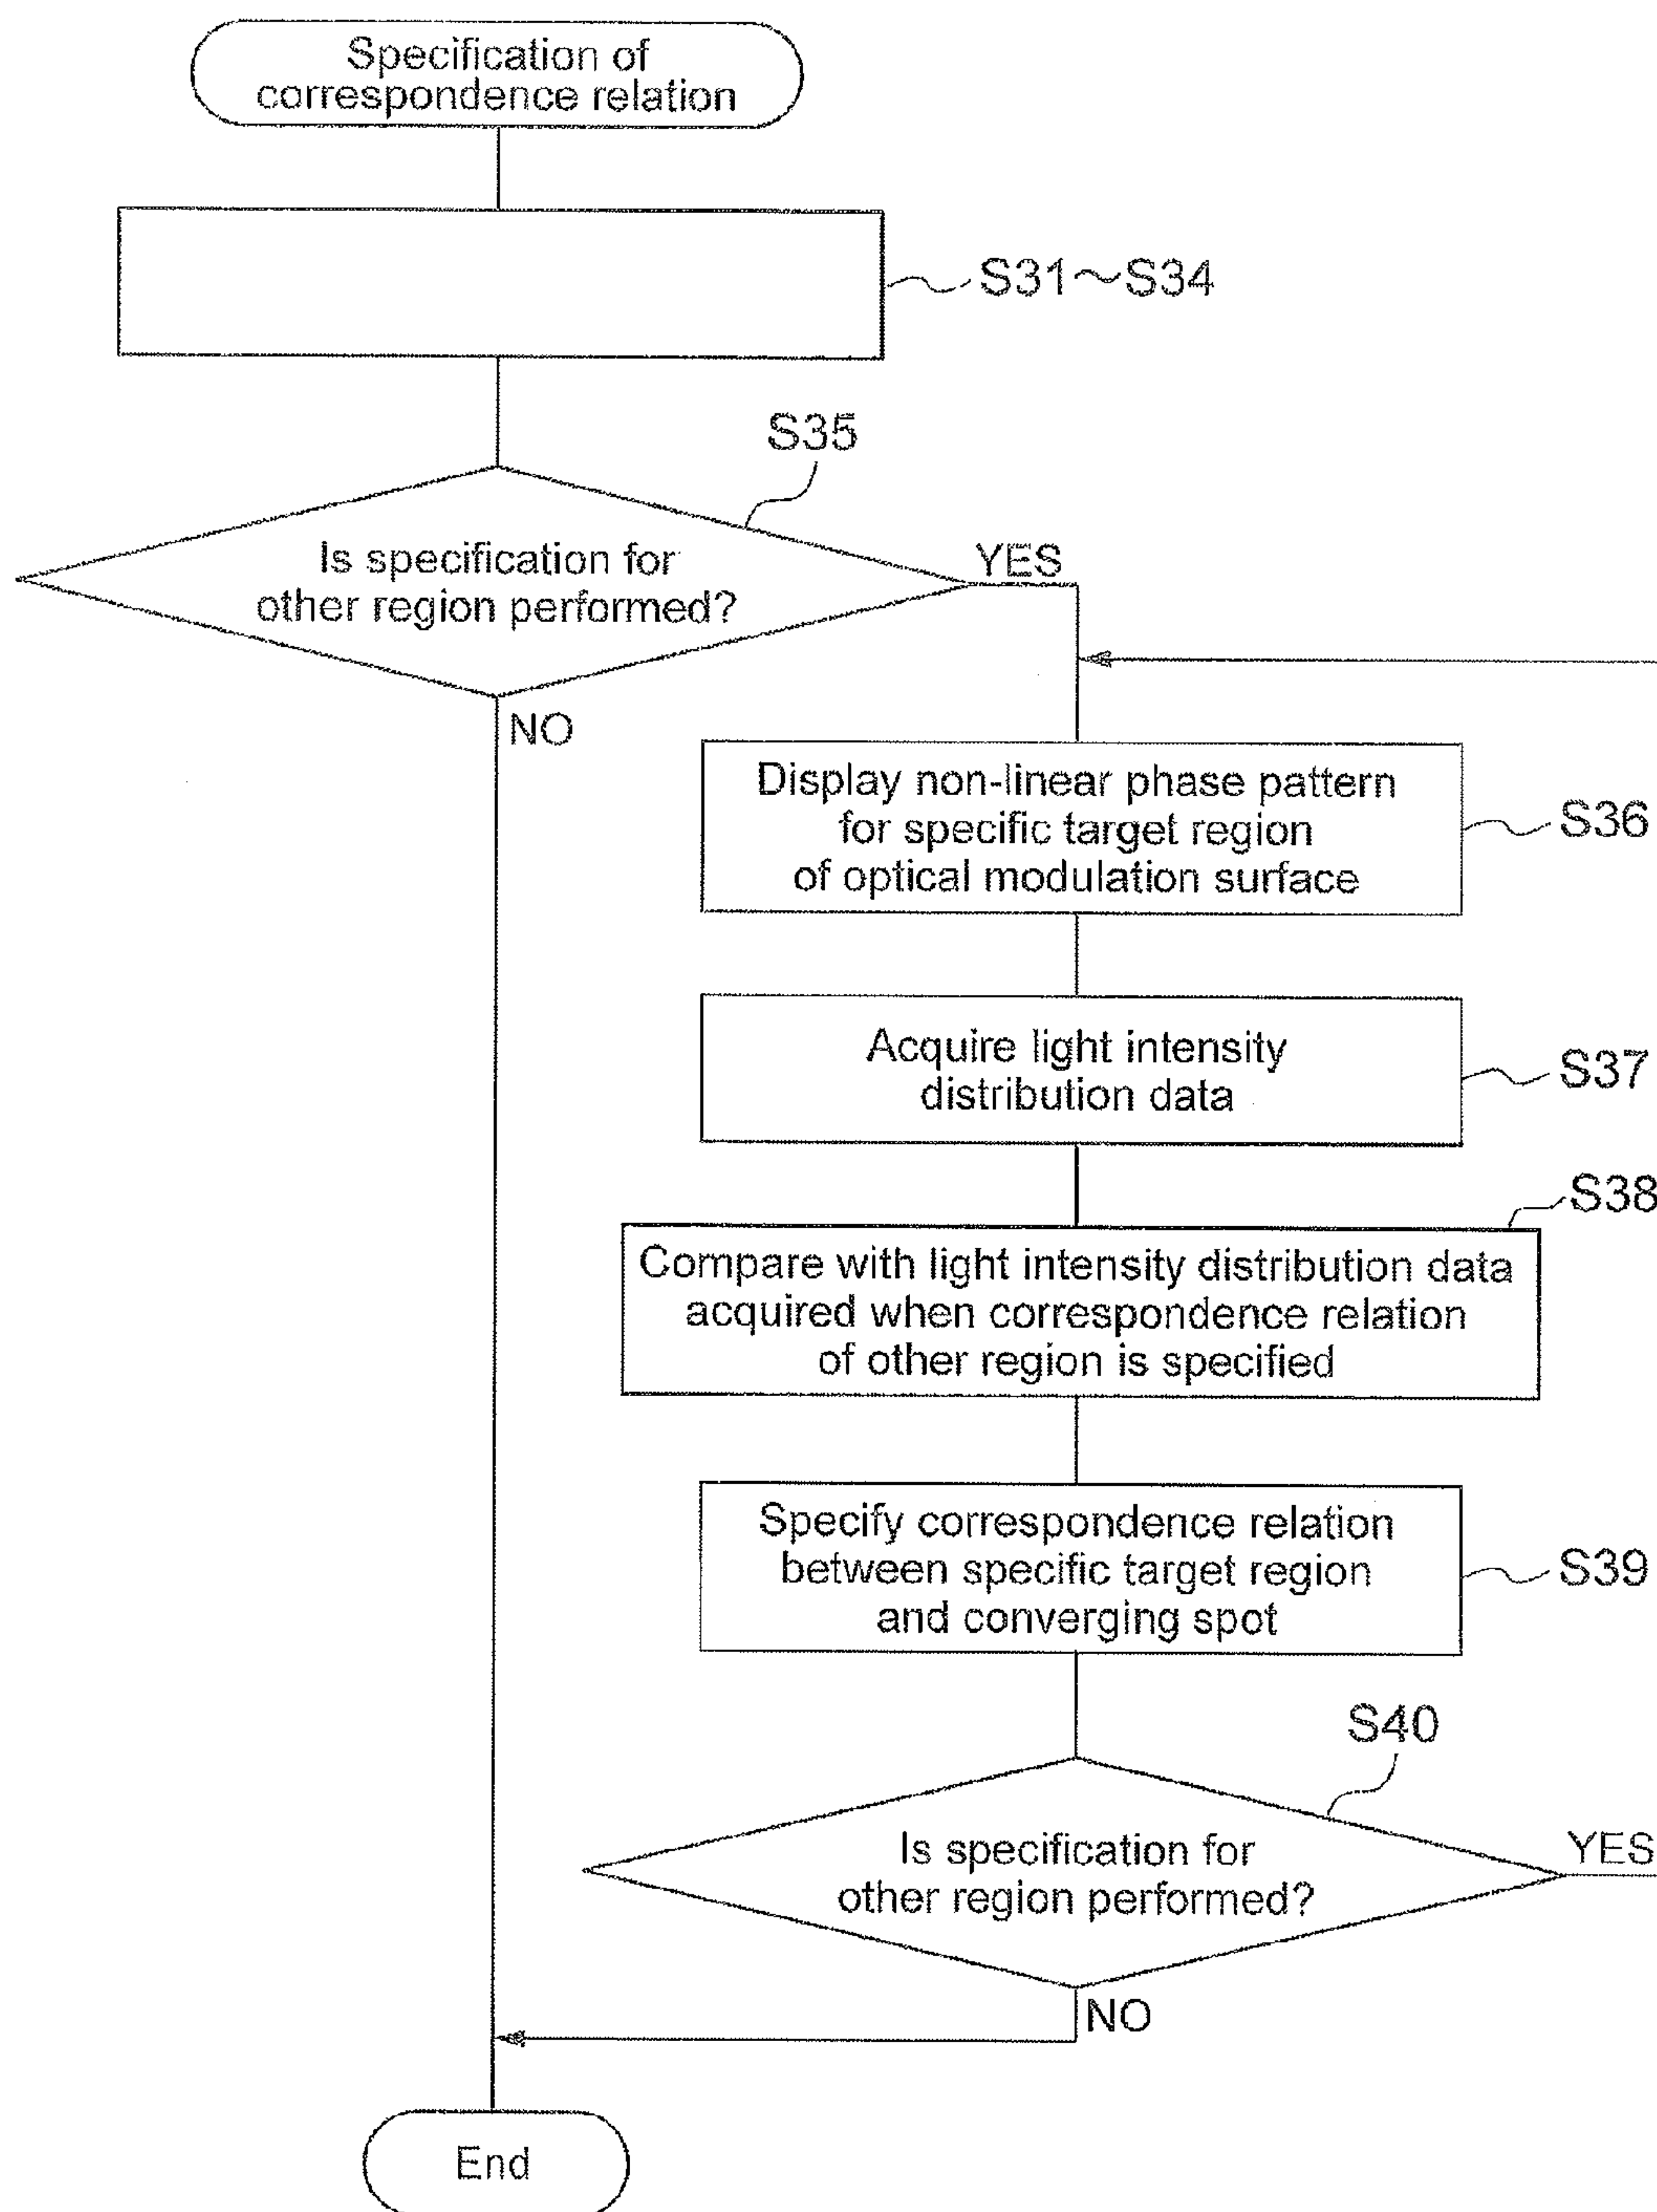 Specification of
correspondence relation
S31~S34
S35
Is specification for
other region performed?
YES
NO
Display non-linear phase pattern
for specific target region
of optical modulation surface
S36
Acquire light intensity
distribution data
S37
S38
Compare with light intensity distribution data
acquired when correspondence relation
of other region is specified
Specify correspondence relation
between specific target region
and converging spot
S39
S40
Is specification for
other region performed?
YES
NO
End